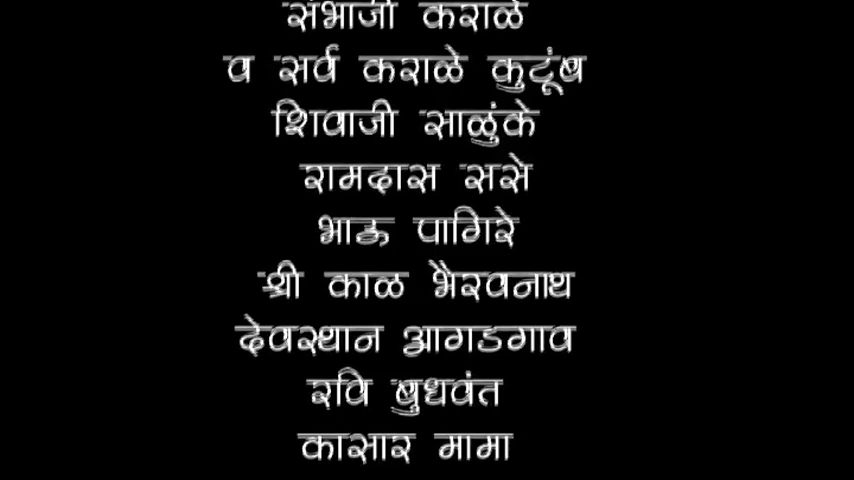 संभाजी कराळे
व सर्व कराळे कुटूंब
शिवाजी साळुंके
रामदास ससे
भाऊ पागिरे
श्री काळ भैरवनाथ
देवस्थान आगडगाव
रवि बुधवंत
कासार मामा